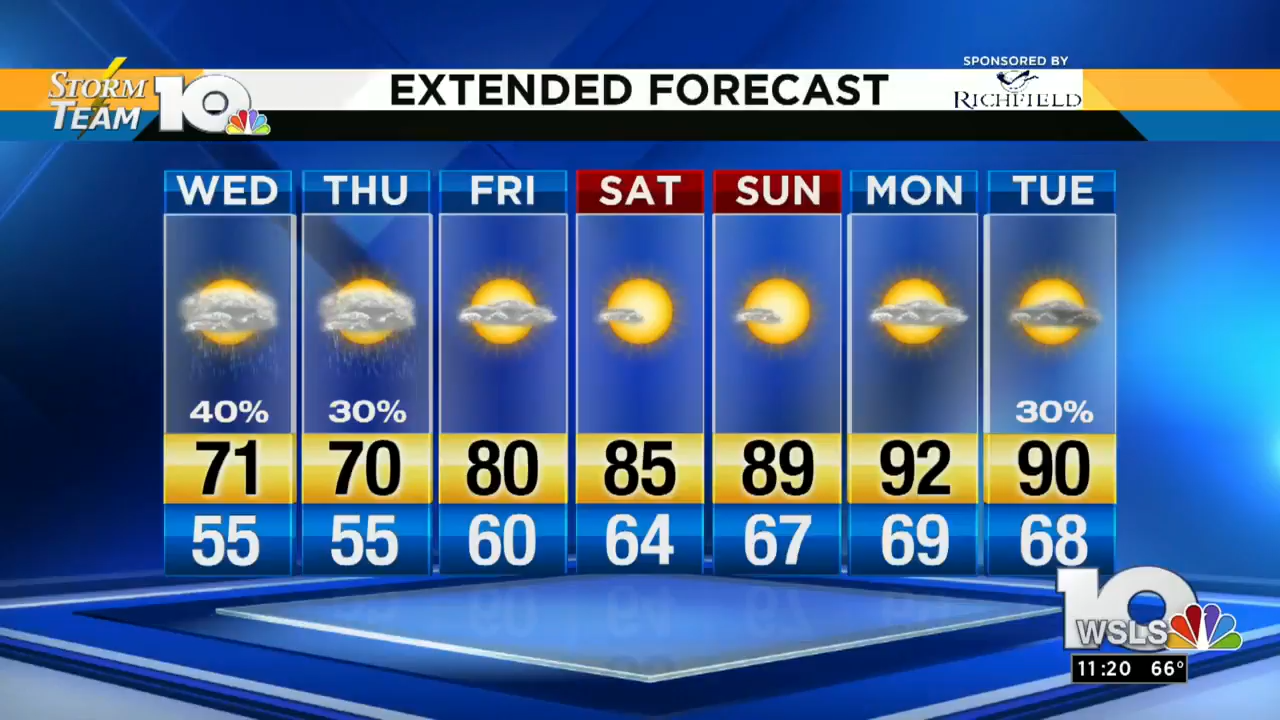 STORM
TEAM 10
EXTENDED FORECAST
SPONSORED BY
RICHFIELD
WED THU FRI SAT SUN MON TUE
40% 30% 30%
71 70 80 85 89 92 90
55 55 60 64 67 69 68
10
WSLS
11:20 66°